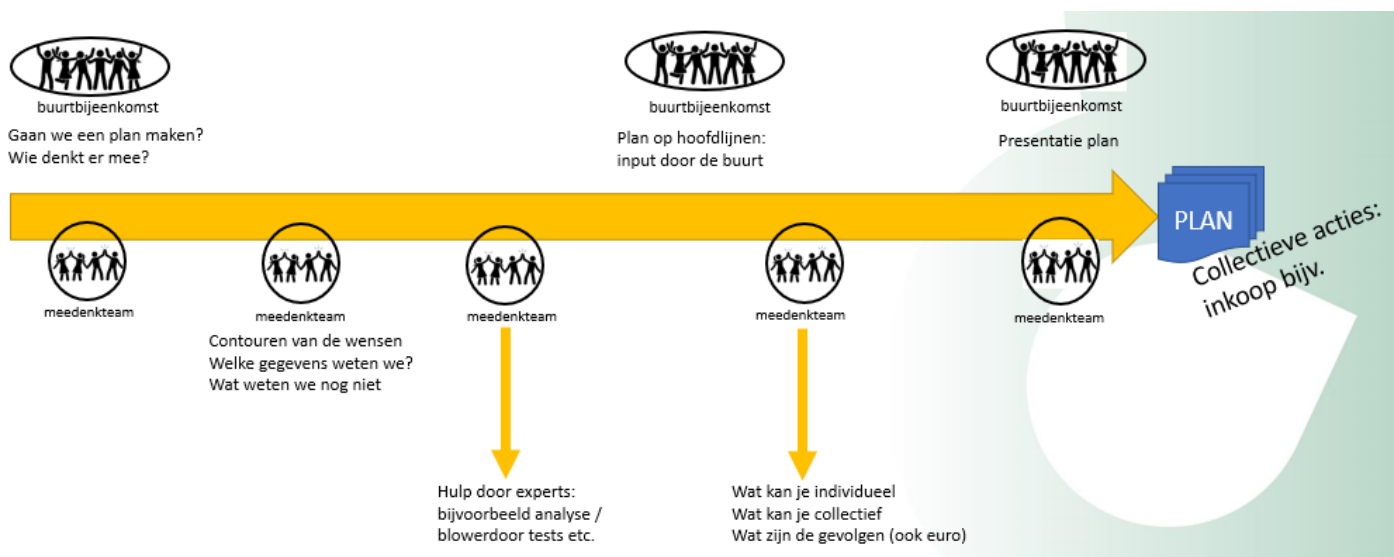 buurtbijeenkomst
Gaan we een plan maken?
Wie denkt er mee?
buurtbijeenkomst
Plan op hoofdlijnen:
input door de buurt
buurtbijeenkomst
Presentatie plan
PLAN
Collectieve acties:
inkoop bijv.
meedenkteam
meedenkteam
Contouren van de wensen
Welke gegevens weten we?
Wat weten we nog niet
meedenkteam
meedenkteam
meedenkteam
Hulp door experts:
bijvoorbeeld analyse /
blowerdoor tests etc.
Wat kan je individueel
Wat kan je collectief
Wat zijn de gevolgen (ook euro)